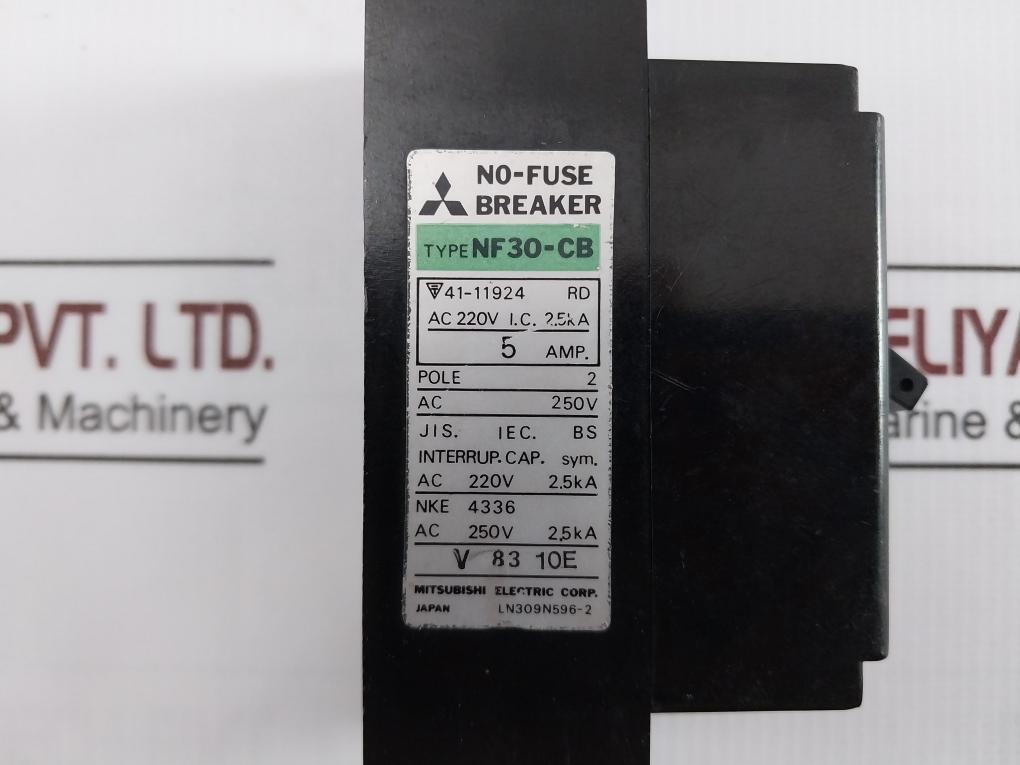 NO-FUSE
BREAKER
TYPE NF30-CB
41-11924 RD
AC 220V I.C. 2.5kA
5 AMP.
POLE 2
AC 250V
JIS. IEC. BS
INTERRUP. CAP. sym.
AC 220V 2.5kA
NKE 4336
AC 250V 2.5kA
V 83 10E
MITSUBISHI ELECTRIC CORP.
JAPAN LN309N596-2
PVT. LTD.
& Machinery
ELIYA
arine &